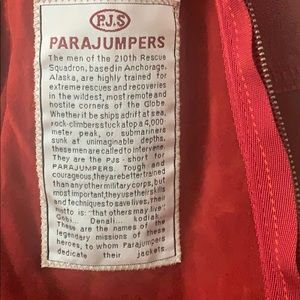 P.J.S
PARAJUMPERS
The men of the 210th Rescue
Squadron, based in Anchorage,
Alaska, are highly trained for
extreme rescues and recoveries
in the wildest, most remote and
hostile corners of the Globe.
Whether it be ships adrift at sea,
rock-climbers stuck atop a 4,000
meter peak, or submariners
sunk at unimaginable depths,
these men are called to intervene.
They are the PJs - short for
PARAJUMPERS. Tough and
courageous, they are better trained
than any other military corps, but
most important, they use their skills
and techniques to save lives, their
motto is: "that others may live".
Gobi... Denali... kodiak...
These are the names of the
legendary missions of these
heroes, to whom Parajumpers
dedicate their jackets.